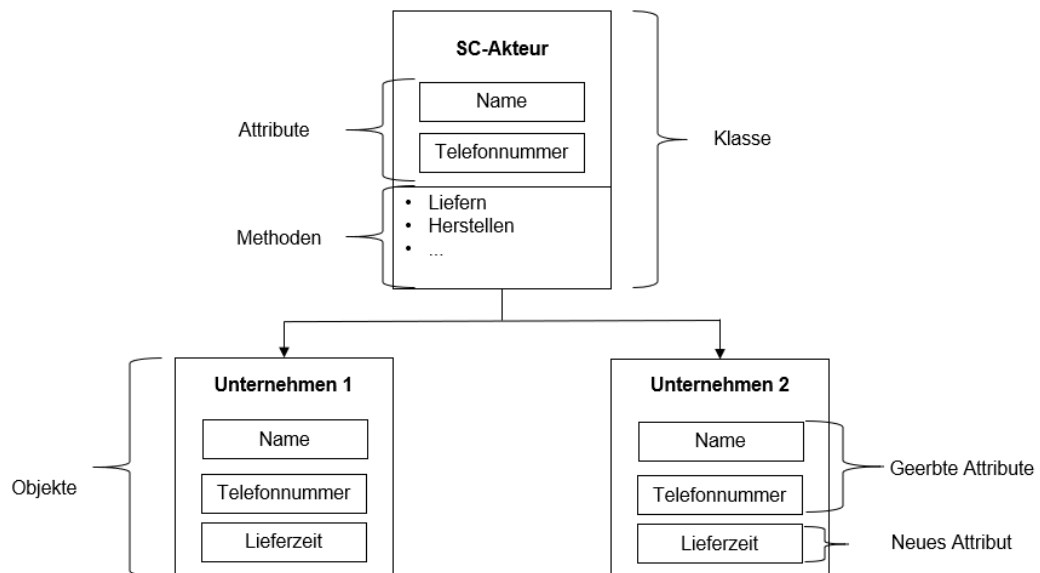 SC-Akteur
Name
Attribute
Klasse
Telefonnummer
• Liefern
• Herstellen
• ...
Methoden
Unternehmen 1
Unternehmen 2
Name
Name
Geerbte Attribute
Objekte
Telefonnummer
Telefonnummer
Lieferzeit
Lieferzeit
Neues Attribut